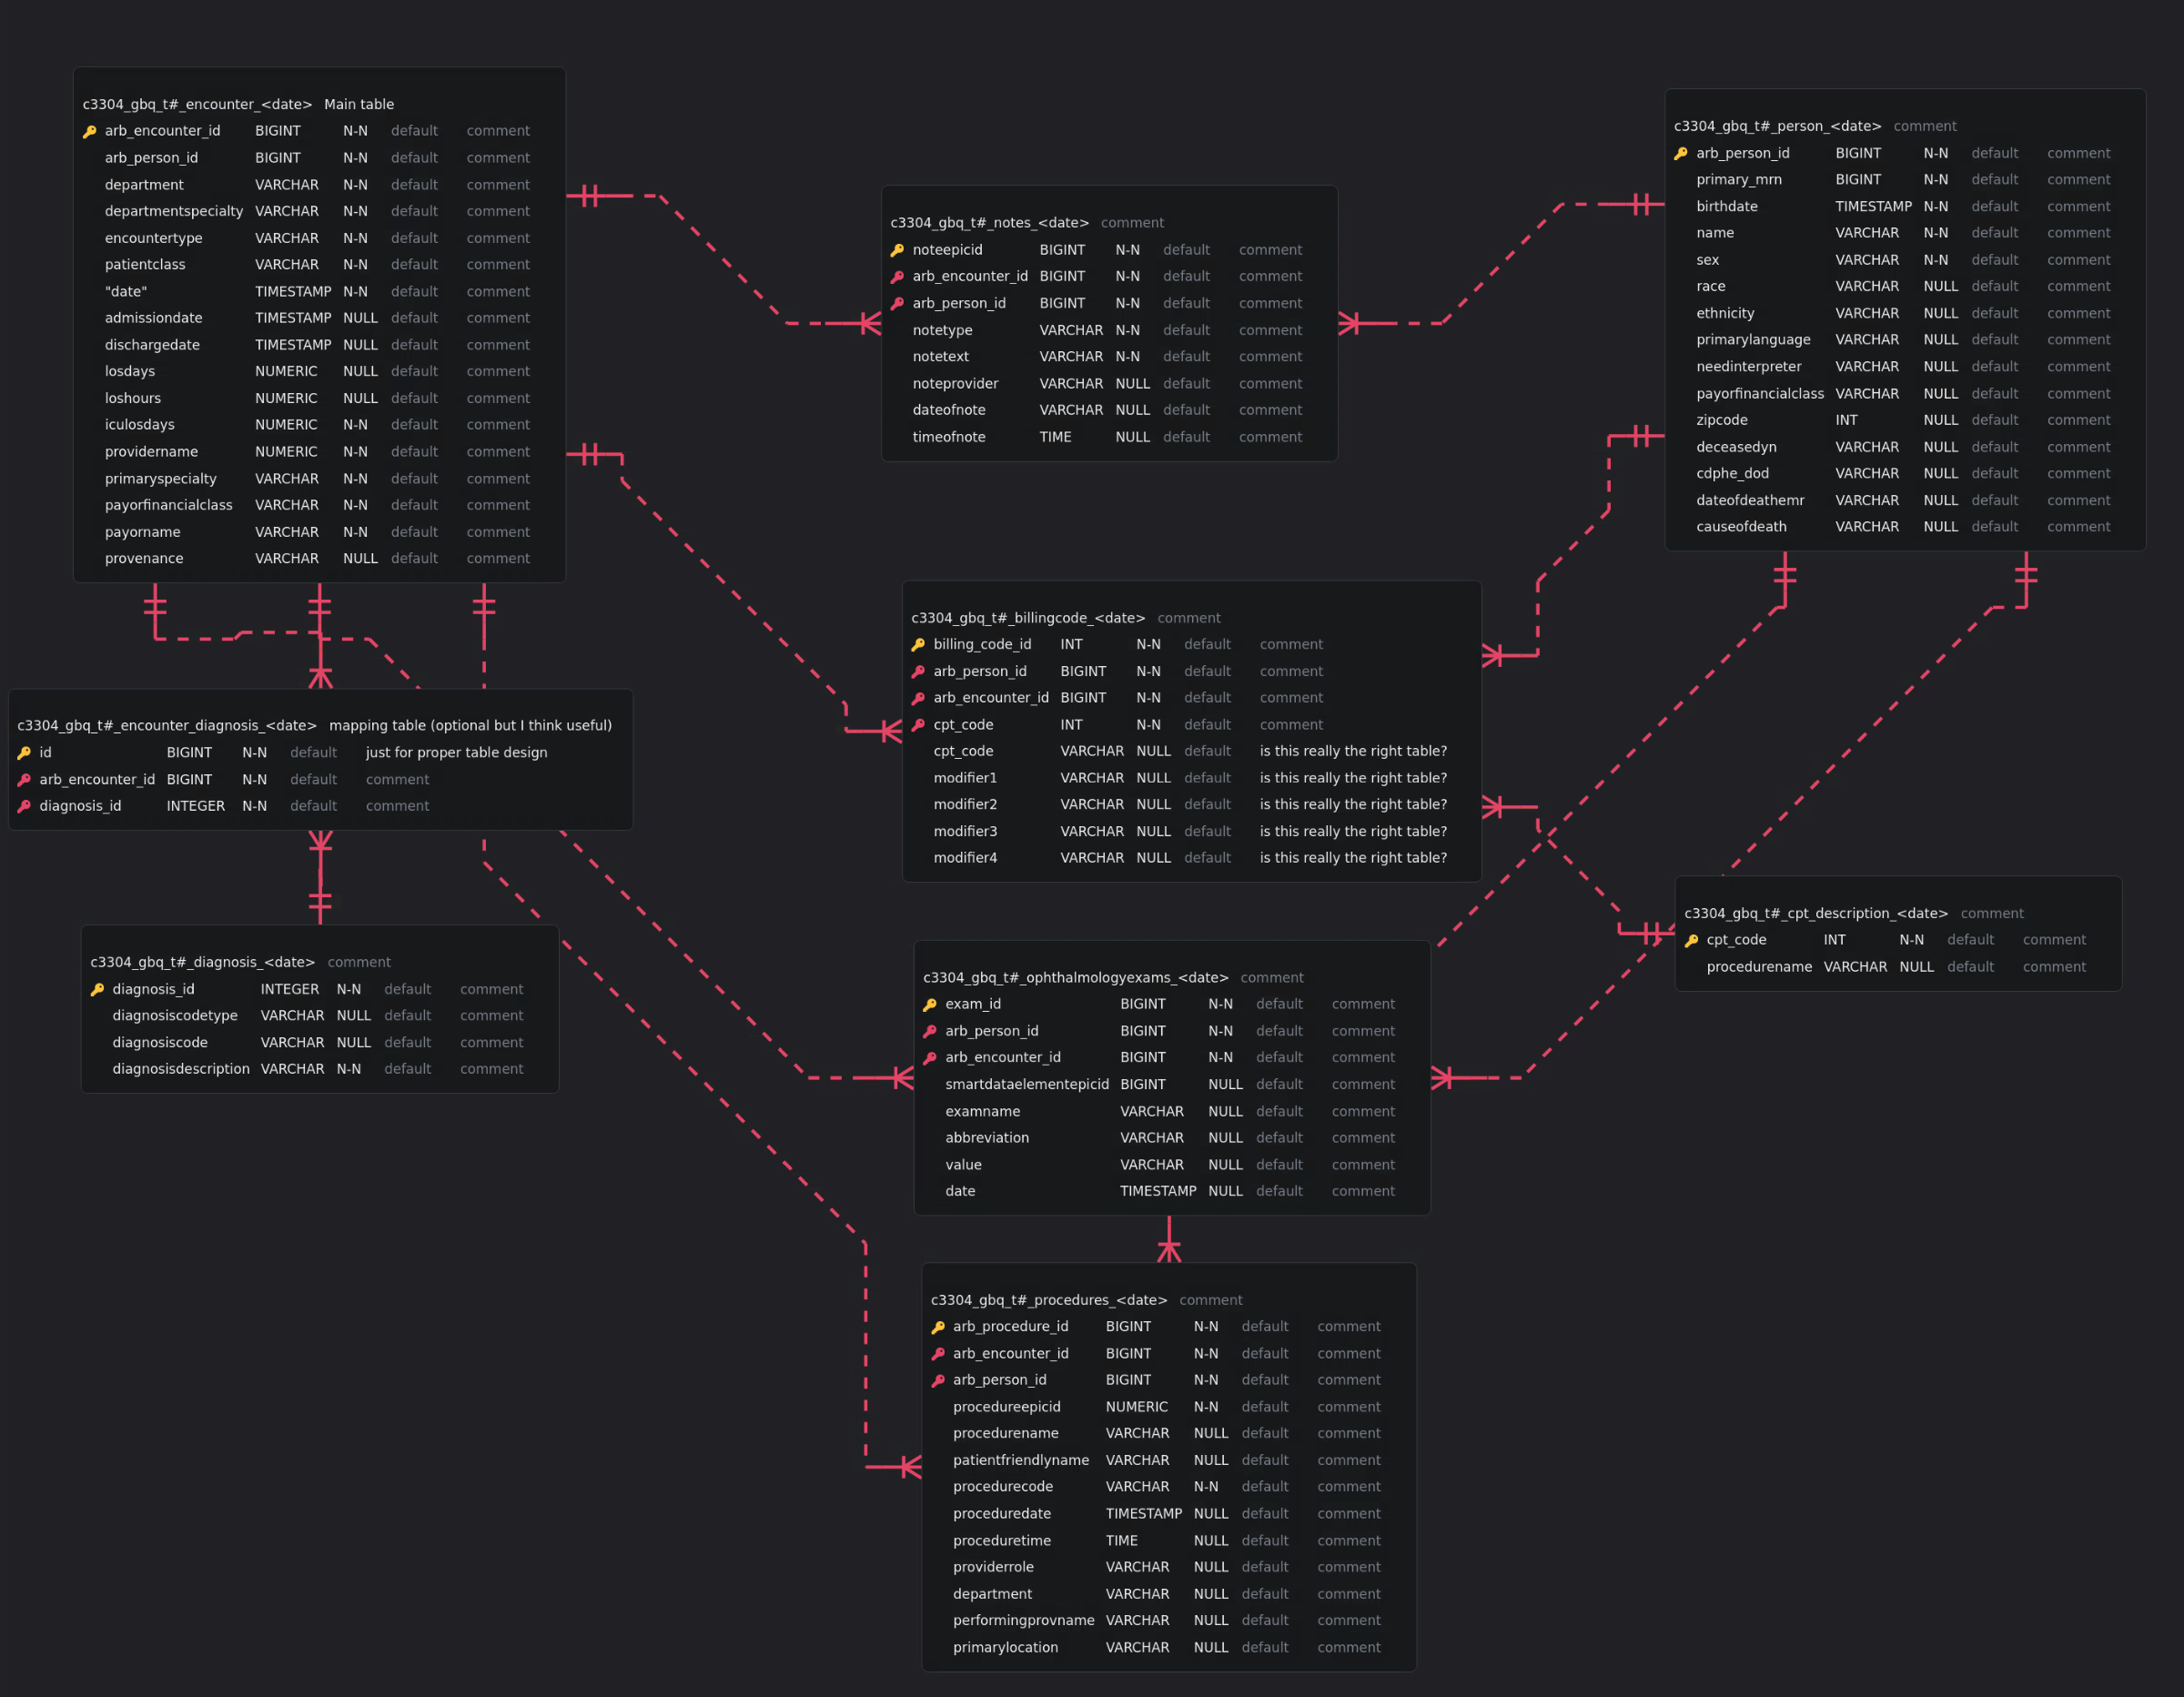 c3304_gbq_t#_encounter_<date> Main table
arb_encounter_id BIGINT N-N default comment
arb_person_id BIGINT N-N default comment
department VARCHAR N-N default comment
departmentspecialty VARCHAR N-N default comment
encountertype VARCHAR N-N default comment
patientclass VARCHAR N-N default comment
"date" TIMESTAMP N-N default comment
admissiondate TIMESTAMP NULL default comment
dischargedate TIMESTAMP NULL default comment
losdays NUMERIC NULL default comment
loshours NUMERIC NULL default comment
iculosdays NUMERIC N-N default comment
providername NUMERIC N-N default comment
primaryspecialty VARCHAR N-N default comment
payorfinancialclass VARCHAR N-N default comment
payorname VARCHAR N-N default comment
provenance VARCHAR NULL default comment
c3304_gbq_t#_notes_<date> comment
noteepicid BIGINT N-N default comment
arb_encounter_id BIGINT N-N default comment
arb_person_id BIGINT N-N default comment
notetype VARCHAR N-N default comment
notetext VARCHAR N-N default comment
noteprovider VARCHAR NULL default comment
dateofnote VARCHAR NULL default comment
timeofnote TIME NULL default comment
c3304_gbq_t#_person_<date> comment
arb_person_id BIGINT N-N default comment
primary_mrn BIGINT N-N default comment
birthdate TIMESTAMP N-N default comment
name VARCHAR N-N default comment
sex VARCHAR N-N default comment
race VARCHAR NULL default comment
ethnicity VARCHAR NULL default comment
primarylanguage VARCHAR NULL default comment
needinterpreter VARCHAR NULL default comment
payorfinancialclass VARCHAR NULL default comment
zipcode INT NULL default comment
deceasedyn VARCHAR NULL default comment
cdphe_dod VARCHAR NULL default comment
dateofdeathemr VARCHAR NULL default comment
causeofdeath VARCHAR NULL default comment
c3304_gbq_t#_billingcode_<date> comment
billing_code_id INT N-N default comment
arb_person_id BIGINT N-N default comment
arb_encounter_id BIGINT N-N default comment
cpt_code INT N-N default comment
cpt_code VARCHAR NULL default is this really the right table?
modifier1 VARCHAR NULL default is this really the right table?
modifier2 VARCHAR NULL default is this really the right table?
modifier3 VARCHAR NULL default is this really the right table?
modifier4 VARCHAR NULL default is this really the right table?
c3304_gbq_t#_encounter_diagnosis_<date> mapping table (optional but I think useful)
id BIGINT N-N default just for proper table design
arb_encounter_id BIGINT N-N default comment
diagnosis_id INTEGER N-N default comment
c3304_gbq_t#_diagnosis_<date> comment
diagnosis_id INTEGER N-N default comment
diagnosiscodetype VARCHAR NULL default comment
diagnosiscode VARCHAR NULL default comment
diagnosisdescription VARCHAR N-N default comment
c3304_gbq_t#_cpt_description_<date> comment
cpt_code INT N-N default comment
procedurename VARCHAR NULL default comment
c3304_gbq_t#_ophthalmologyexams_<date> comment
exam_id BIGINT N-N default comment
arb_person_id BIGINT N-N default comment
arb_encounter_id BIGINT N-N default comment
smartdataelementepicid BIGINT NULL default comment
examname VARCHAR NULL default comment
abbreviation VARCHAR NULL default comment
value VARCHAR NULL default comment
date TIMESTAMP NULL default comment
c3304_gbq_t#_procedures_<date> comment
arb_procedure_id BIGINT N-N default comment
arb_encounter_id BIGINT N-N default comment
arb_person_id BIGINT N-N default comment
procedureepicid NUMERIC N-N default comment
procedurename VARCHAR NULL default comment
patientfriendlyname VARCHAR NULL default comment
procedurecode VARCHAR N-N default comment
proceduredate TIMESTAMP NULL default comment
proceduretime TIME NULL default comment
providerrole VARCHAR NULL default comment
department VARCHAR NULL default comment
performingprovname VARCHAR NULL default comment
primarylocation VARCHAR NULL default comment